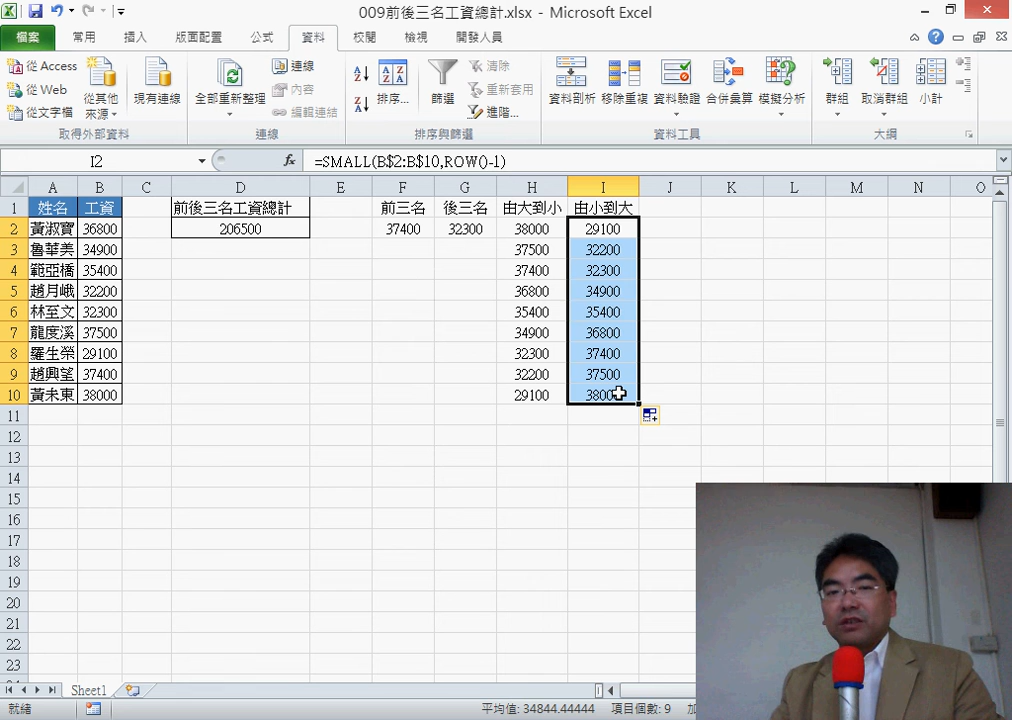 009前後三名工資總計.xlsx - Microsoft Excel
檔案 常用 插入 版面配置 公式 資料 校閱 檢視 開發人員
從 Access
從 Web
從文字檔
從其他來源
現有連線
取得外部資料
全部重新整理
連線
內容
編輯連結
連線
排序...
篩選
清除
重新套用
進階...
排序與篩選
資料剖析 移除重複 資料驗證 合併彙算 模擬分析
資料工具
群組 取消群組 小計
大綱
I2 fx =SMALL(B$2:B$10,ROW()-1)
A B C D E F G H I J K L M N O
1 姓名 工資 前後三名工資總計 前三名 後三名 由大到小 由小到大
2 黃淑寶 36800 206500 37400 32300 38000 29100
3 魯華美 34900 37500 32200
4 範亞橋 35400 37400 32300
5 趙月峨 32200 36800 34900
6 林至文 32300 35400 35400
7 龍度溪 37500 34900 36800
8 羅生榮 29100 32300 37400
9 趙興望 37400 32200 37500
10 黃未東 38000 29100 38000
11
12
13
14
15
16
17
18
19
20
21
22
23
Sheet1
就緒 平均值: 34844.44444 項目個數: 9 加